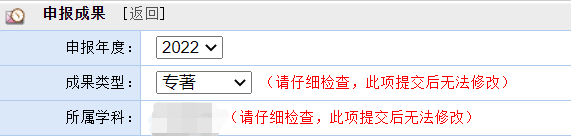 申报成果 [返回]
申报年度： 2022
成果类型： 专著 （请仔细检查，此项提交后无法修改）
所属学科： （请仔细检查，此项提交后无法修改）